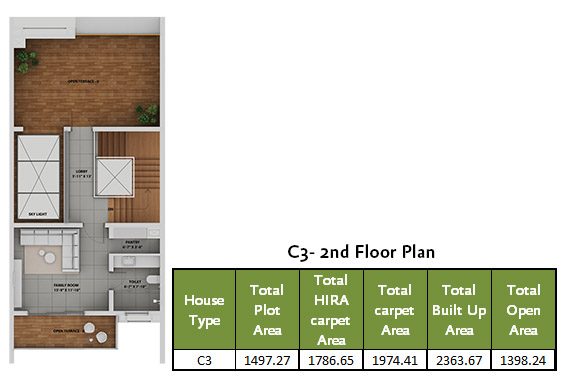 OPEN TERRACE -
LOBBY
SKY LIGHT
PANTRY
FAMILY ROOM
TOILET
OPEN TERRACE -
C3- 2nd Floor Plan
House Type
Total Plot Area
Total HIRA carpet Area
Total carpet Area
Total Built Up Area
Total Open Area
C3 1497.27 1786.65 1974.41 2363.67 1398.24